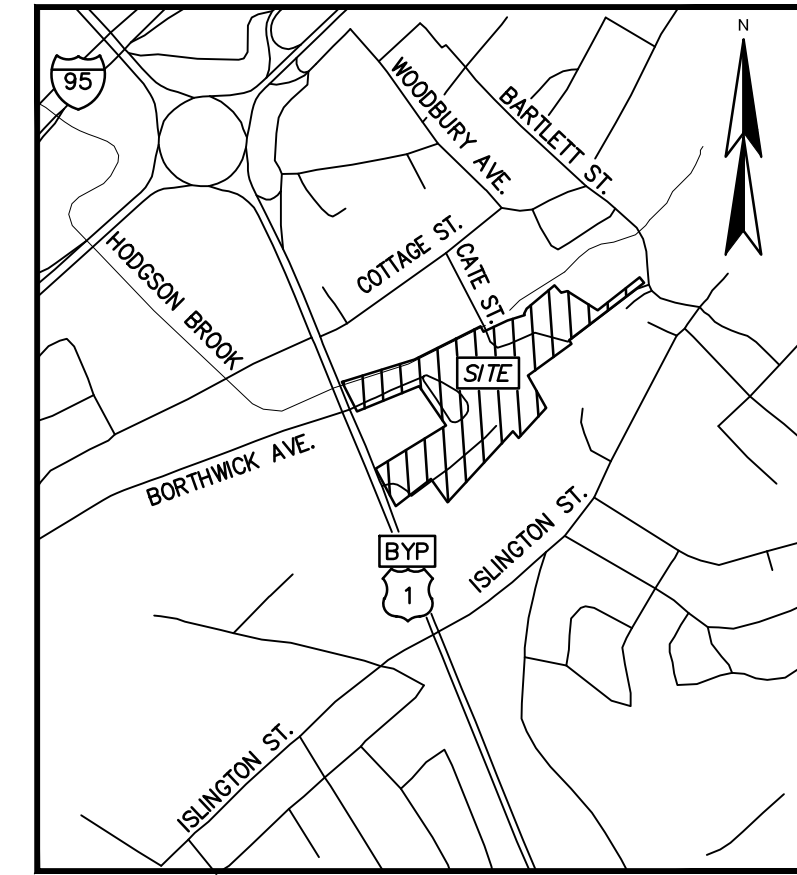 N
95
WOODBURY AVE.
BARTLETT ST.
HODGSON BROOK
COTTAGE ST.
CATE ST.
SITE
BORTHWICK AVE.
BYP
1
ISLINGTON ST.
ISLINGTON ST.